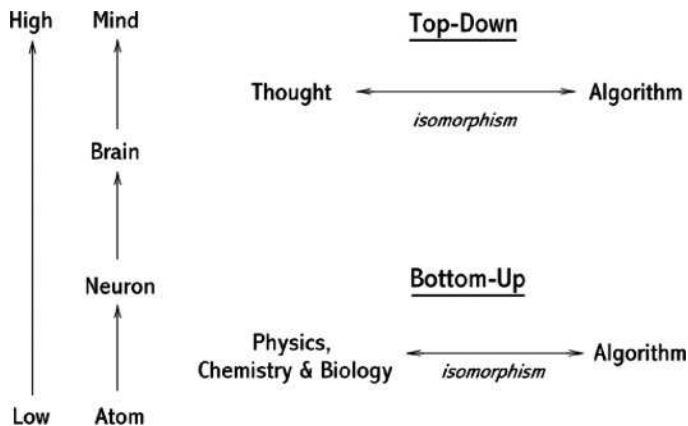 High
Mind
Top-Down
Thought
Algorithm
isomorphism
Brain
Neuron
Bottom-Up
Physics,
Chemistry & Biology
isomorphism
Algorithm
Low
Atom